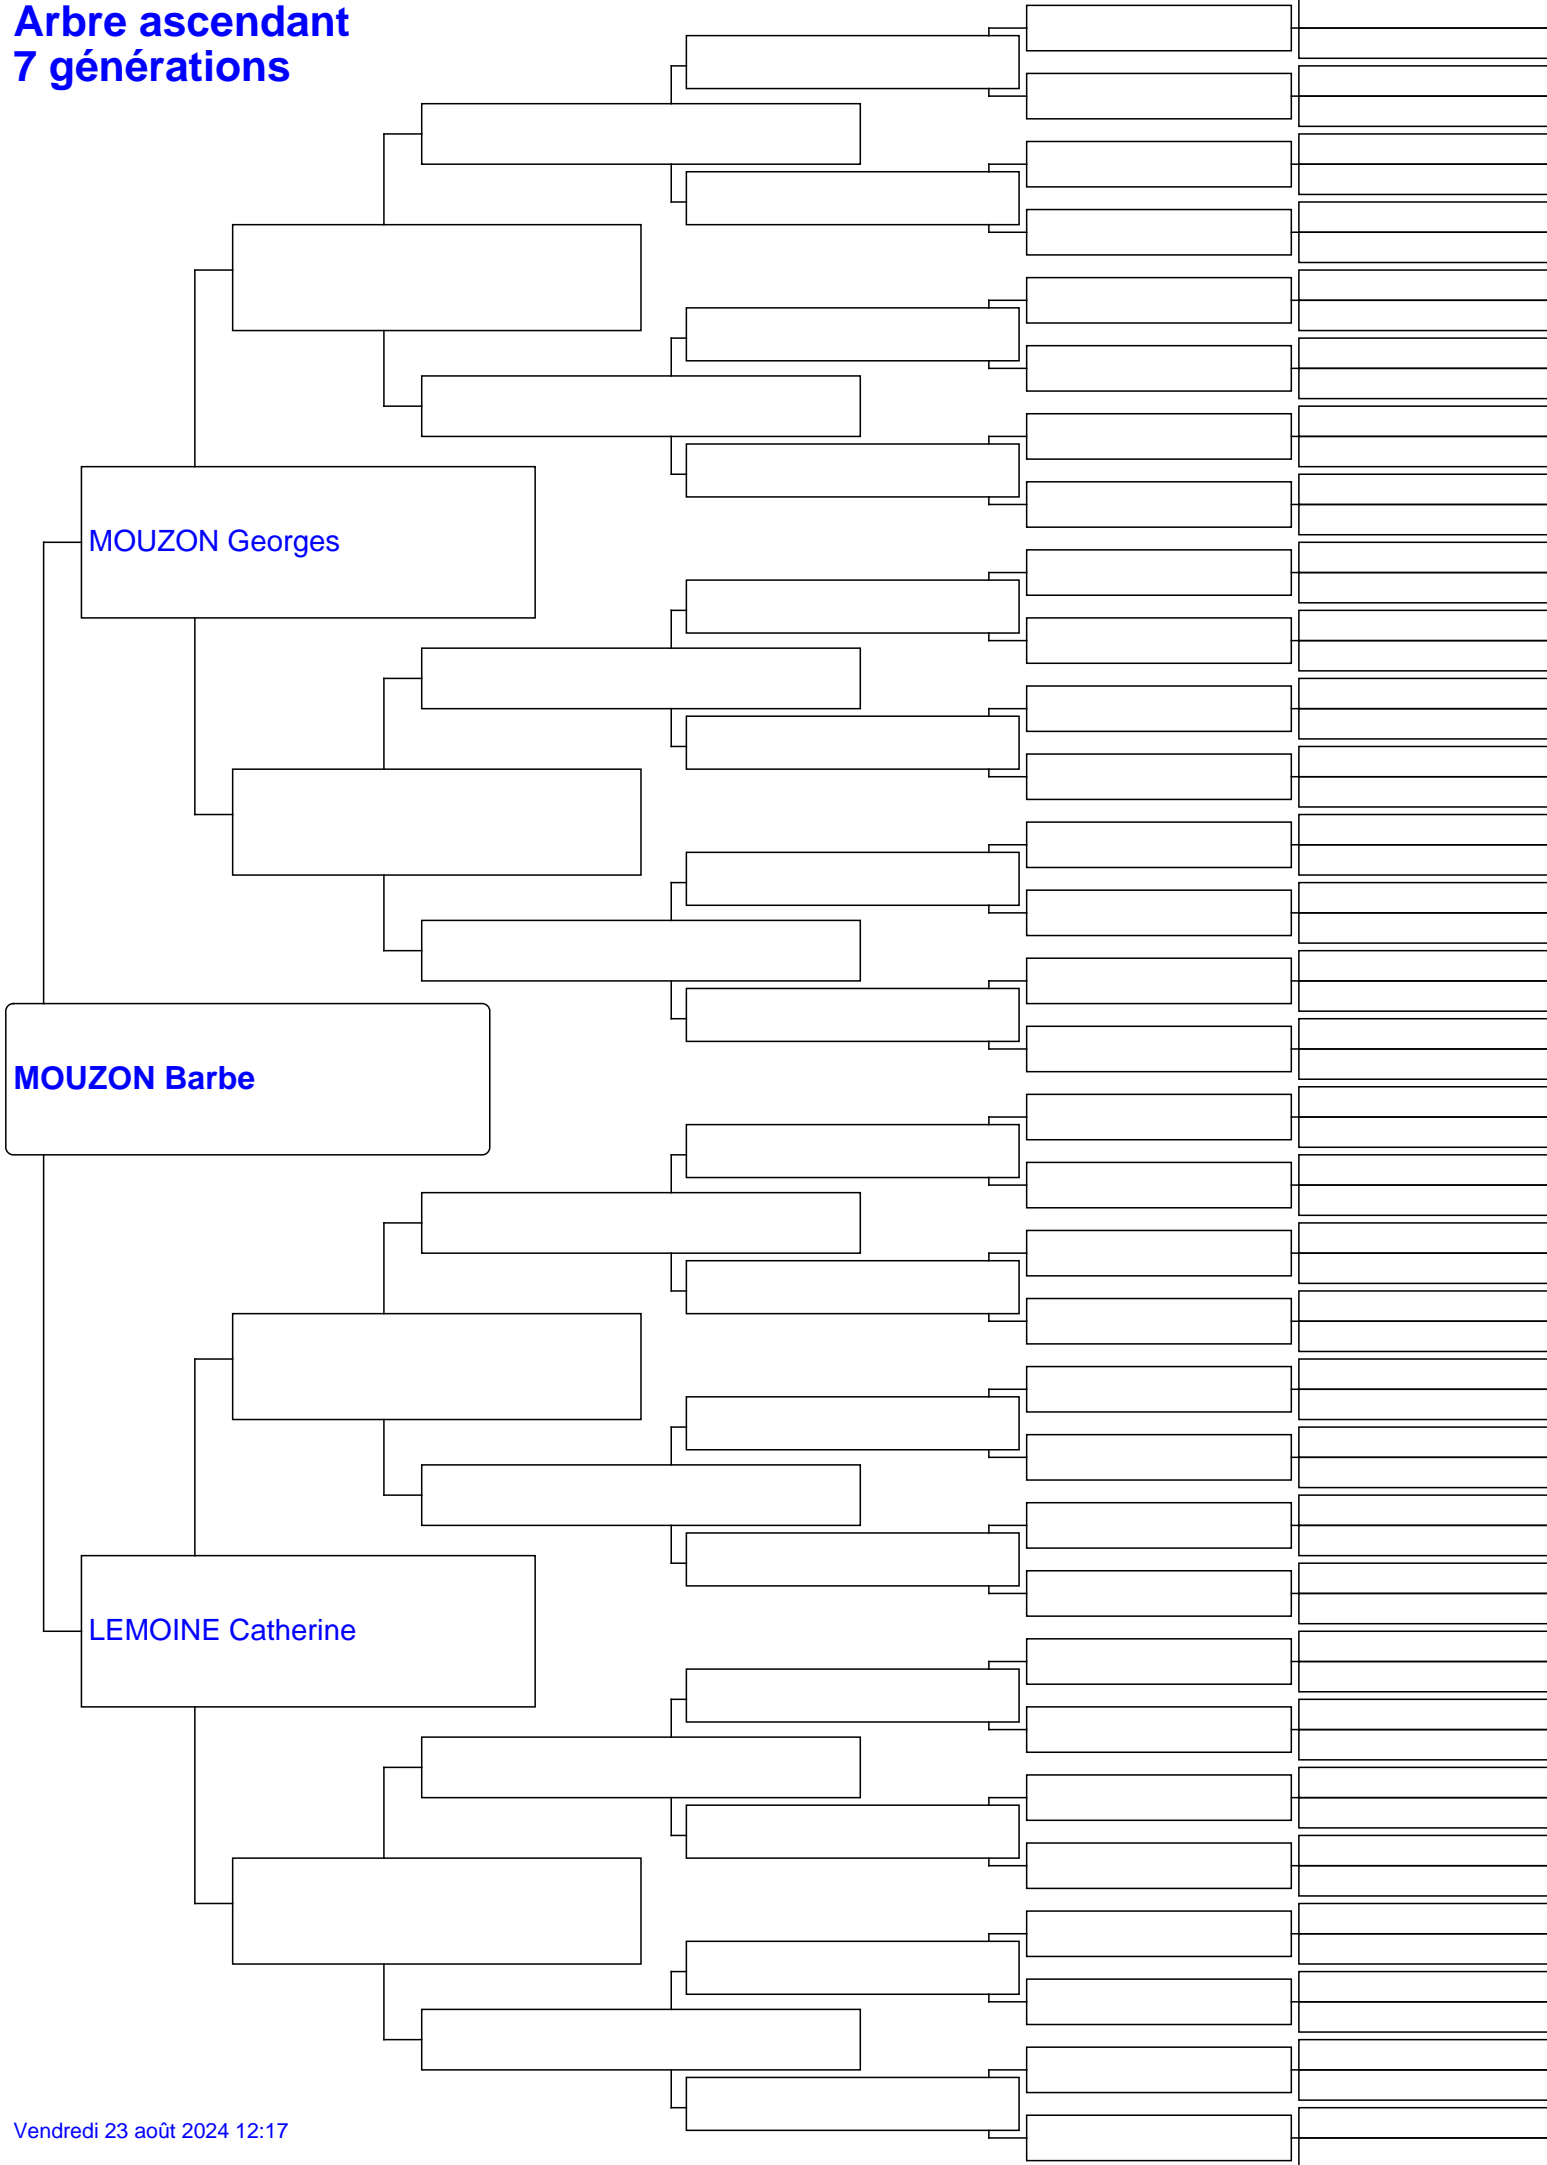 Arbre ascendant
7 générations
MOUZON Georges
MOUZON Barbe
LEMOINE Catherine
Vendredi 23 août 2024 12:17